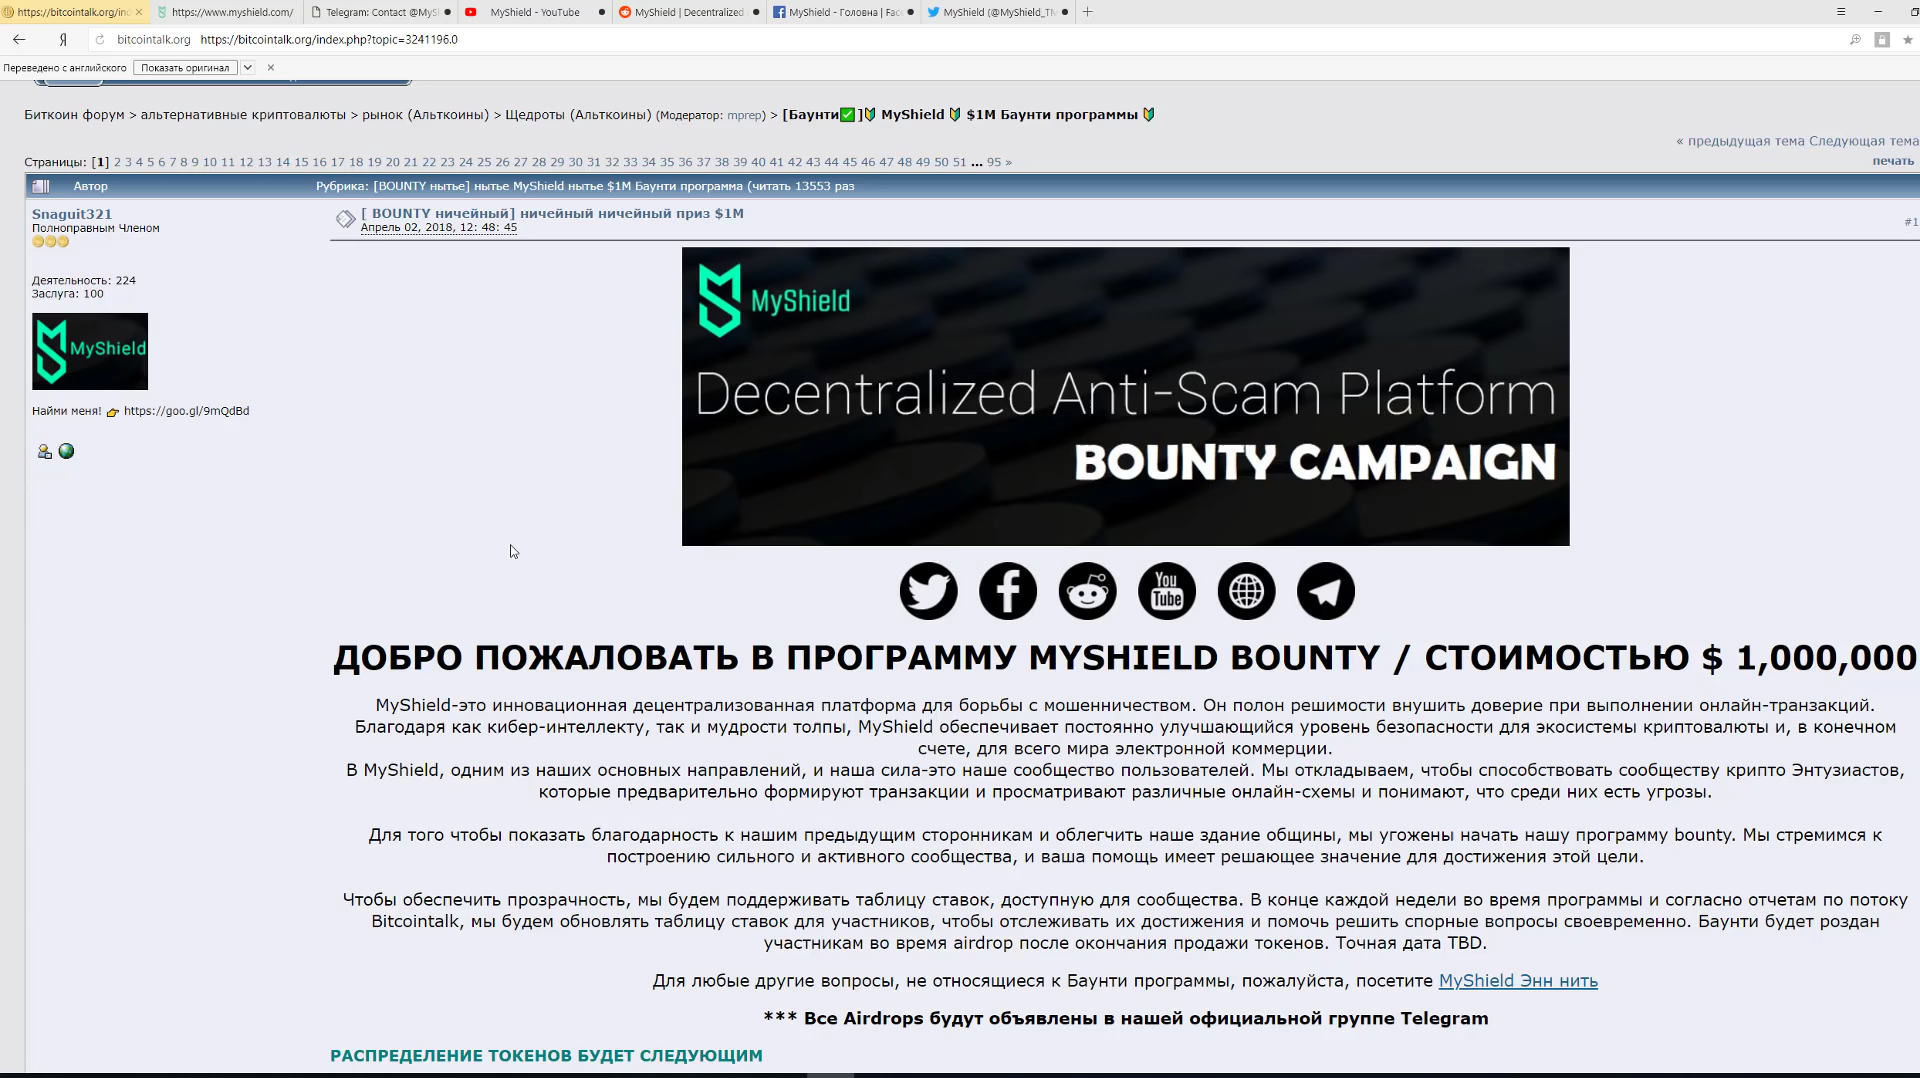 https://bitcointalk.org/ind
https://www.myshield.com/
Telegram: Contact @MyS
MyShield - YouTube
MyShield | Decentralized
MyShield - Головна | Fac
MyShield (@MyShield_TM
Я bitcointalk.org https://bitcointalk.org/index.php?topic=3241196.0
Переведено с английского Показать оригинал
Биткоин форум > альтернативные криптовалюты > рынок (Альткоины) > Щедроты (Альткоины) (Модератор: mprep) > [Баунти✅]🔰 MyShield 🔰 $1M Баунти программы 🔰
« предыдущая тема Следующая тема
Страницы: [1] 2 3 4 5 6 7 8 9 10 11 12 13 14 15 16 17 18 19 20 21 22 23 24 25 26 27 28 29 30 31 32 33 34 35 36 37 38 39 40 41 42 43 44 45 46 47 48 49 50 51 ... 95 »
печать
Автор Рубрика: [BOUNTY нытье] нытье MyShield нытье $1M Баунти программа (читать 13553 раз
Snaguit321
Полноправным Членом
Деятельность: 224
Заслуга: 100
MyShield
Найми меня! 👉 https://goo.gl/9mQdBd
[ BOUNTY ничейный] ничейный ничейный приз $1M
Апрель 02, 2018, 12: 48: 45
#1
MyShield
Decentralized Anti-Scam Platform
BOUNTY CAMPAIGN
You
Tube
ДОБРО ПОЖАЛОВАТЬ В ПРОГРАММУ MYSHIELD BOUNTY / СТОИМОСТЬЮ $ 1,000,000
MyShield-это инновационная децентрализованная платформа для борьбы с мошенничеством. Он полон решимости внушить доверие при выполнении онлайн-транзакций.
Благодаря как кибер-интеллекту, так и мудрости толпы, MyShield обеспечивает постоянно улучшающийся уровень безопасности для экосистемы криптовалюты и, в конечном
счете, для всего мира электронной коммерции.
В MyShield, одним из наших основных направлений, и наша сила-это наше сообщество пользователей. Мы откладываем, чтобы способствовать сообществу крипто Энтузиастов,
которые предварительно формируют транзакции и просматривают различные онлайн-схемы и понимают, что среди них есть угрозы.
Для того чтобы показать благодарность к нашим предыдущим сторонникам и облегчить наше здание общины, мы угожены начать нашу программу bounty. Мы стремимся к
построению сильного и активного сообщества, и ваша помощь имеет решающее значение для достижения этой цели.
Чтобы обеспечить прозрачность, мы будем поддерживать таблицу ставок, доступную для сообщества. В конце каждой недели во время программы и согласно отчетам по потоку
Bitcointalk, мы будем обновлять таблицу ставок для участников, чтобы отслеживать их достижения и помочь решить спорные вопросы своевременно. Баунти будет роздан
участникам во время airdrop после окончания продажи токенов. Точная дата TBD.
Для любые другие вопросы, не относящиеся к Баунти программы, пожалуйста, посетите MyShield Энн нить
*** Все Airdrops будут объявлены в нашей официальной группе Telegram
РАСПРЕДЕЛЕНИЕ ТОКЕНОВ БУДЕТ СЛЕДУЮЩИМ